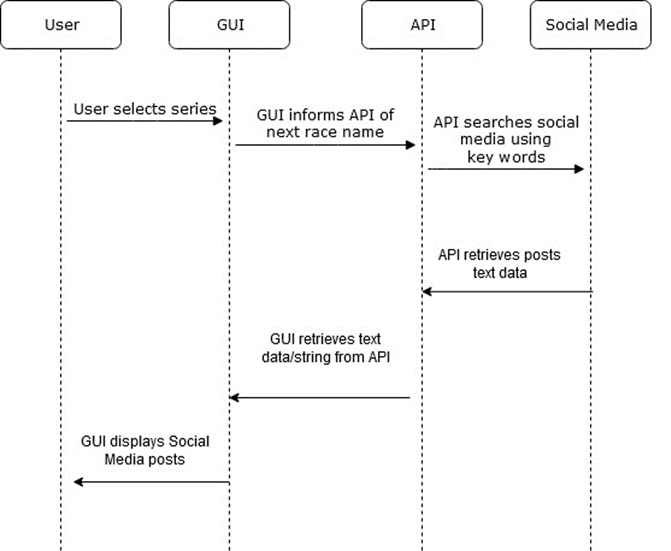 User
GUI
API
Social Media
User selects series
GUI informs API of
next race name
API searches social
media using
key words
API retrieves posts
text data
GUI retrieves text
data/string from API
GUI displays Social
Media posts